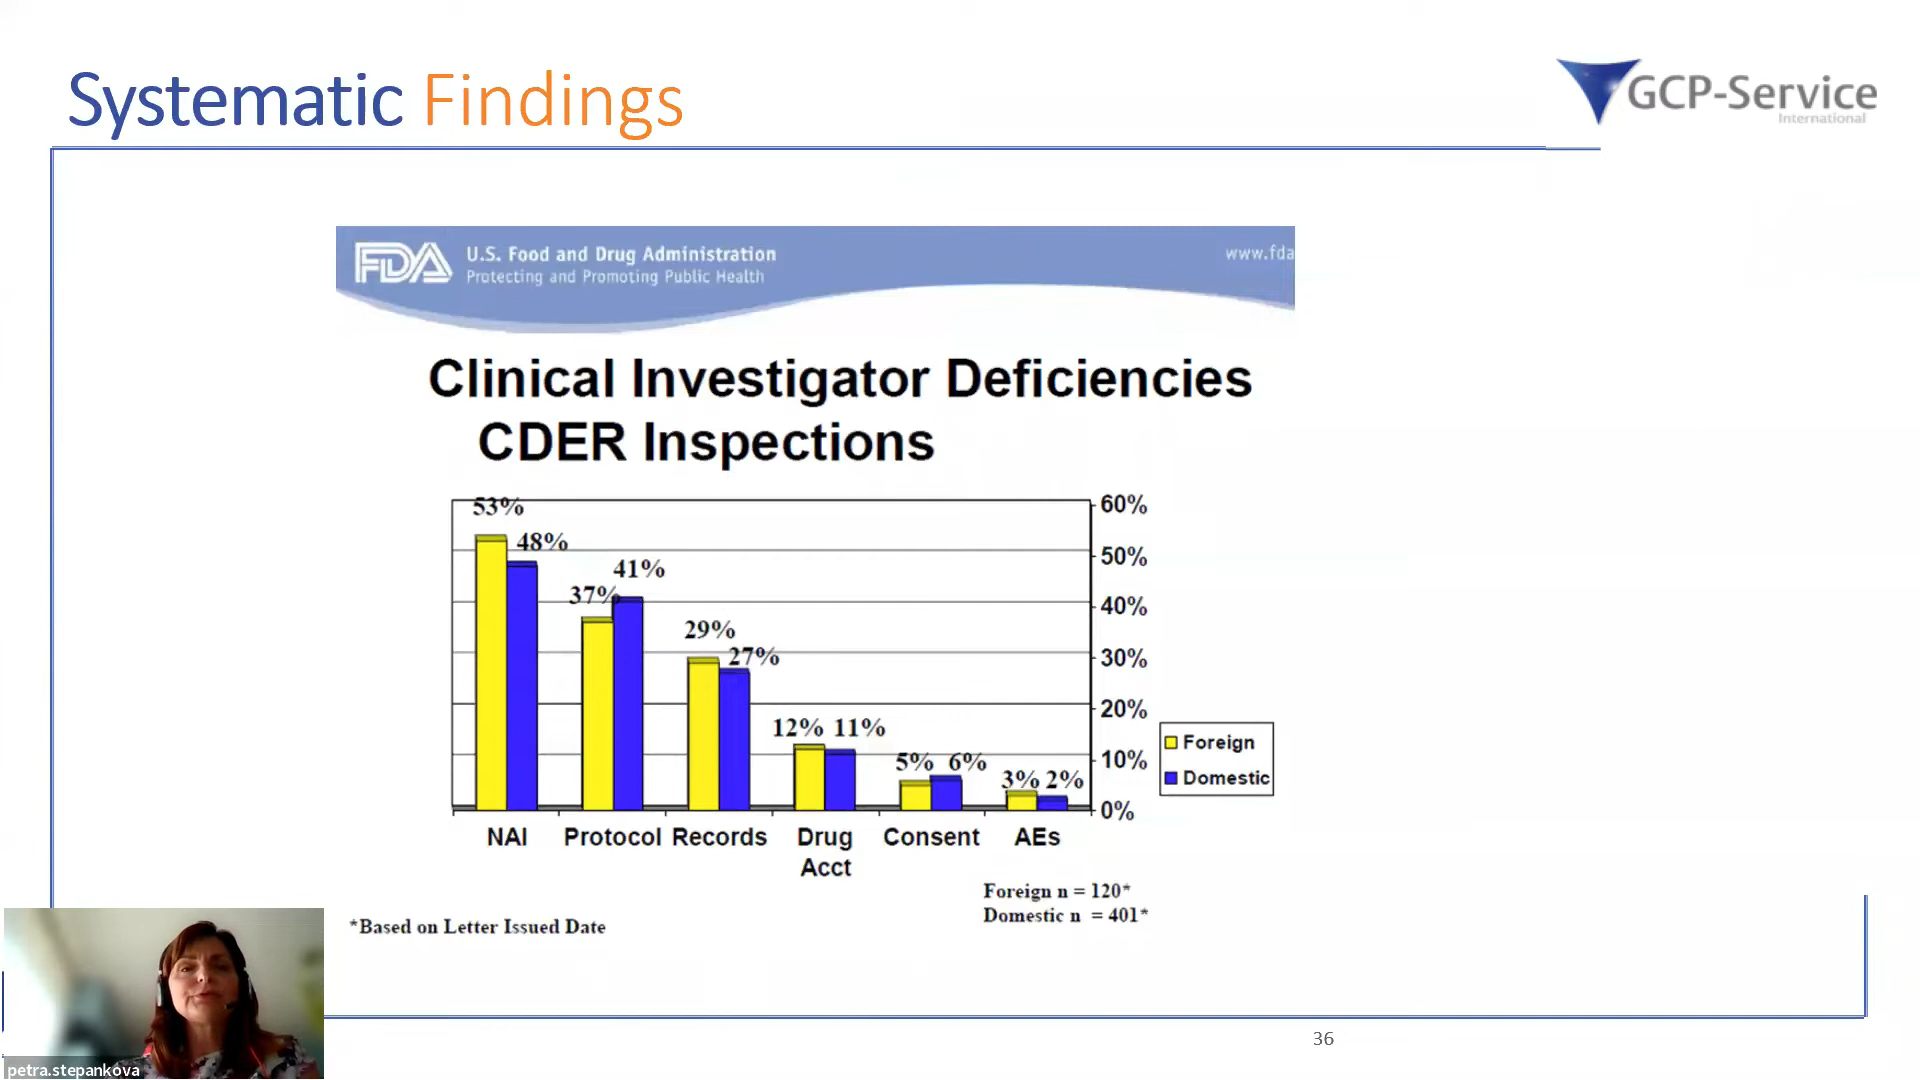 Systematic Findings
GCP-Service
International
FDA
U.S. Food and Drug Administration
Protecting and Promoting Public Health
www.fda
Clinical Investigator Deficiencies
CDER Inspections
53%
48%
37%
41%
29%
27%
12%
11%
5%
6%
3%
2%
60%
50%
40%
30%
20%
10%
0%
Foreign
Domestic
NAI
Protocol
Records
Drug
Acct
Consent
AEs
Foreign n = 120*
Domestic n = 401*
*Based on Letter Issued Date
36
petra.stepankova